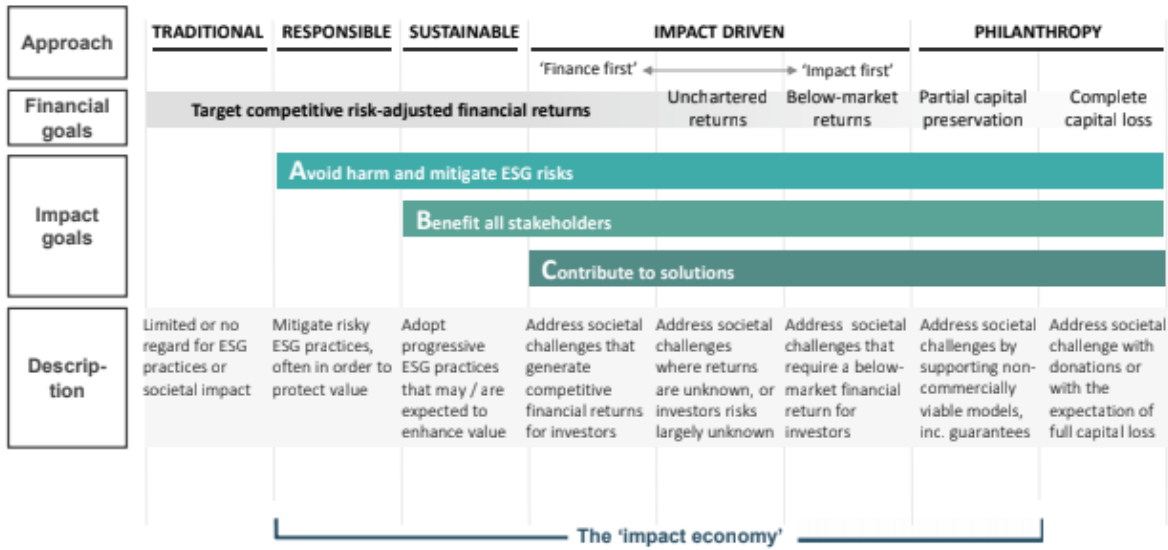 Approach
TRADITIONAL
RESPONSIBLE
SUSTAINABLE
IMPACT DRIVEN
PHILANTHROPY
'Finance first'
'Impact first'
Financial
goals
Target competitive risk-adjusted financial returns
Unchartered
returns
Below-market
returns
Partial capital
preservation
Complete
capital loss
Impact
goals
Avoid harm and mitigate ESG risks
Benefit all stakeholders
Contribute to solutions
Descrip-
tion
Limited or no
regard for ESG
practices or
societal impact
Mitigate risky
ESG practices,
often in order to
protect value
Adopt
progressive
ESG practices
that may / are
expected to
enhance value
Address societal
challenges that
generate
competitive
financial returns
for investors
Address societal
challenges
where returns
are unknown, or
investors risks
largely unknown
Address societal
challenges that
require a below-
market financial
return for
investors
Address societal
challenges by
supporting non-
commercially
viable models,
inc. guarantees
Address societal
challenge with
donations or
with the
expectation of
full capital loss
The 'impact economy'